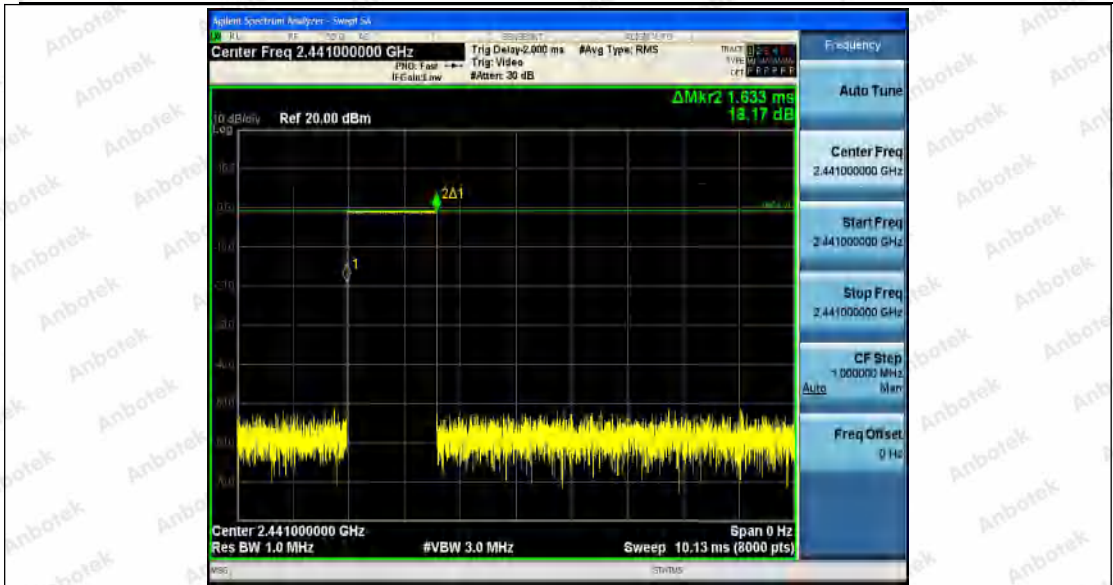 Agilent Spectrum Analyzer - Swept SA
Center Freq 2.441000000 GHz
PNO: Fast
IFGain:Low
Trig Delay-2.000 ms
Trig: Video
#Atten: 30 dB
#Avg Type: RMS
TRACE
TYPE
DET P P P P P P
ΔMkr2 1.633 ms
18.17 dB
10 dB/div
Log
Ref 20.00 dBm
2Δ1
1
Center 2.441000000 GHz
Span 0 Hz
Res BW 1.0 MHz
#VBW 3.0 MHz
Sweep 10.13 ms (8000 pts)
MSG
STATUS
Frequency
Auto Tune
Center Freq
2.441000000 GHz
Start Freq
2.441000000 GHz
Stop Freq
2.441000000 GHz
CF Step
1.000000 MHz
Auto Man
Freq Offset
0 Hz
Anbotek